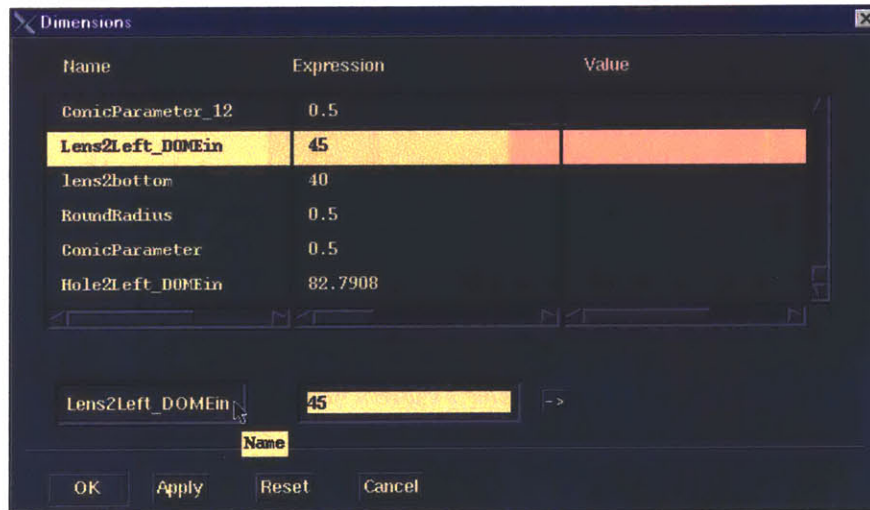 Dimensions
Name Expression Value
ConicParameter_12 0.5
Lens2Left_DOMEin 45
lens2bottom 40
RoundRadius 0.5
ConicParameter 0.5
Hole2Left_DOMEin 82.7908
Lens2Left_DOMEin 45 ->
Name
OK Apply Reset Cancel